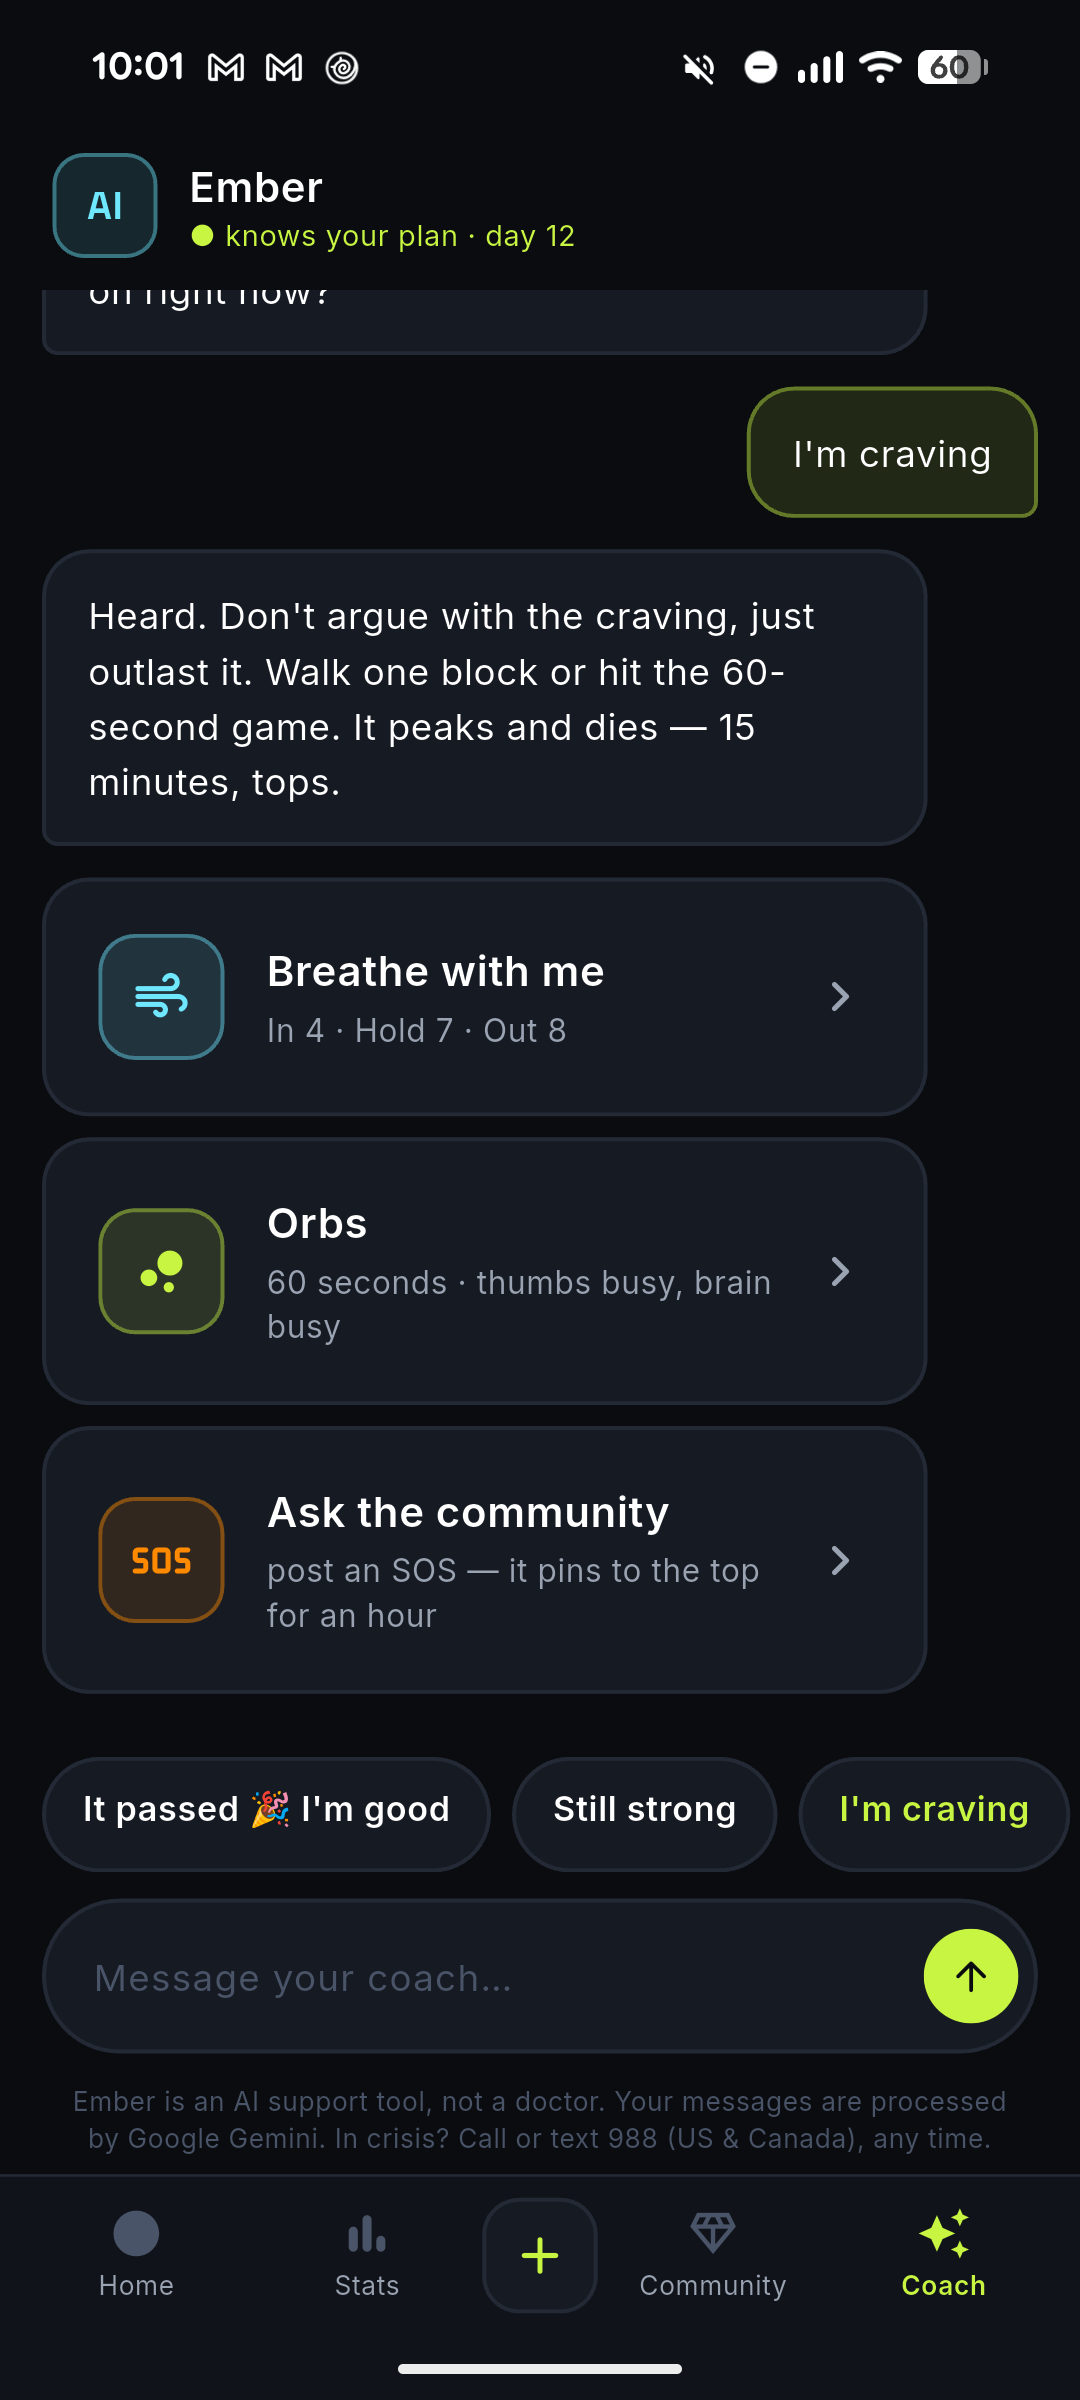 10:01
60
AI
Ember
knows your plan · day 12
on right now?
I'm craving
Heard. Don't argue with the craving, just
outlast it. Walk one block or hit the 60-
second game. It peaks and dies — 15
minutes, tops.
Breathe with me
In 4 · Hold 7 · Out 8
Orbs
60 seconds · thumbs busy, brain
busy
SOS
Ask the community
post an SOS — it pins to the top
for an hour
It passed 🎉 I'm good
Still strong
I'm craving
Message your coach...
Ember is an AI support tool, not a doctor. Your messages are processed
by Google Gemini. In crisis? Call or text 988 (US & Canada), any time.
Home
Stats
Community
Coach